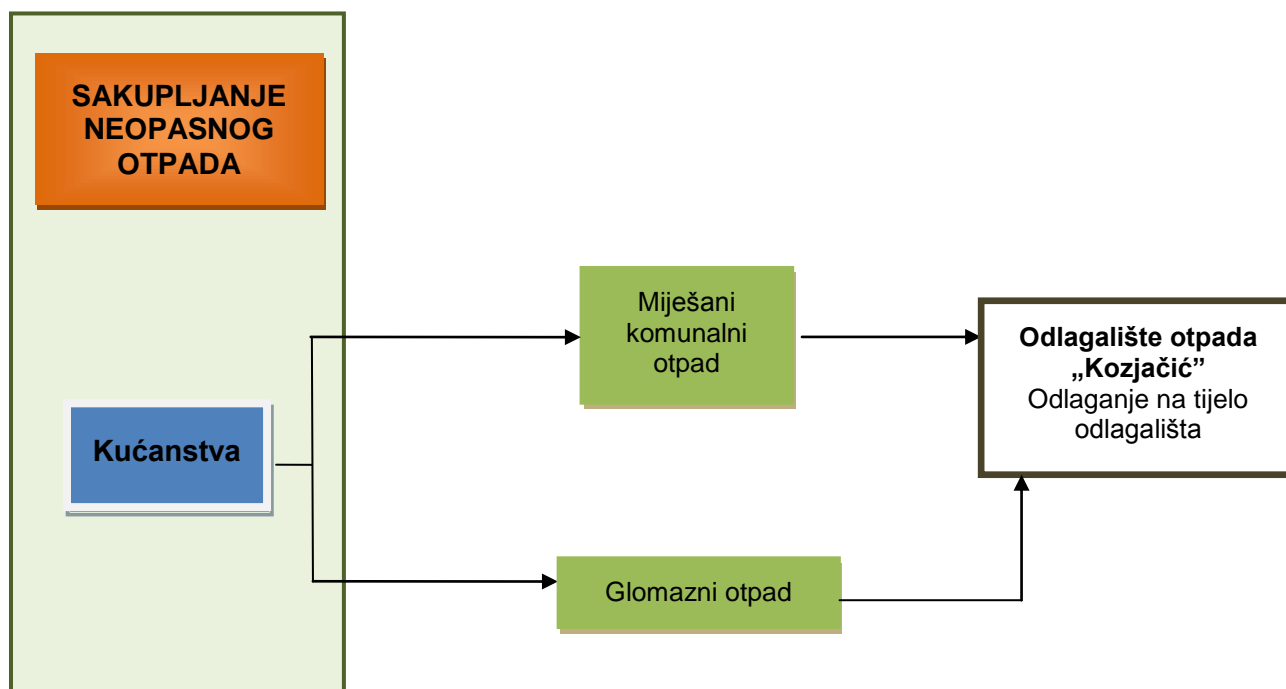 SAKUPLJANJE
NEOPASNOG
OTPADA
Miješani
komunalni
otpad
Odlagalište otpada
„Kozjačić”
Odlaganje na tijelo
odlagališta
Kućanstva
Glomazni otpad